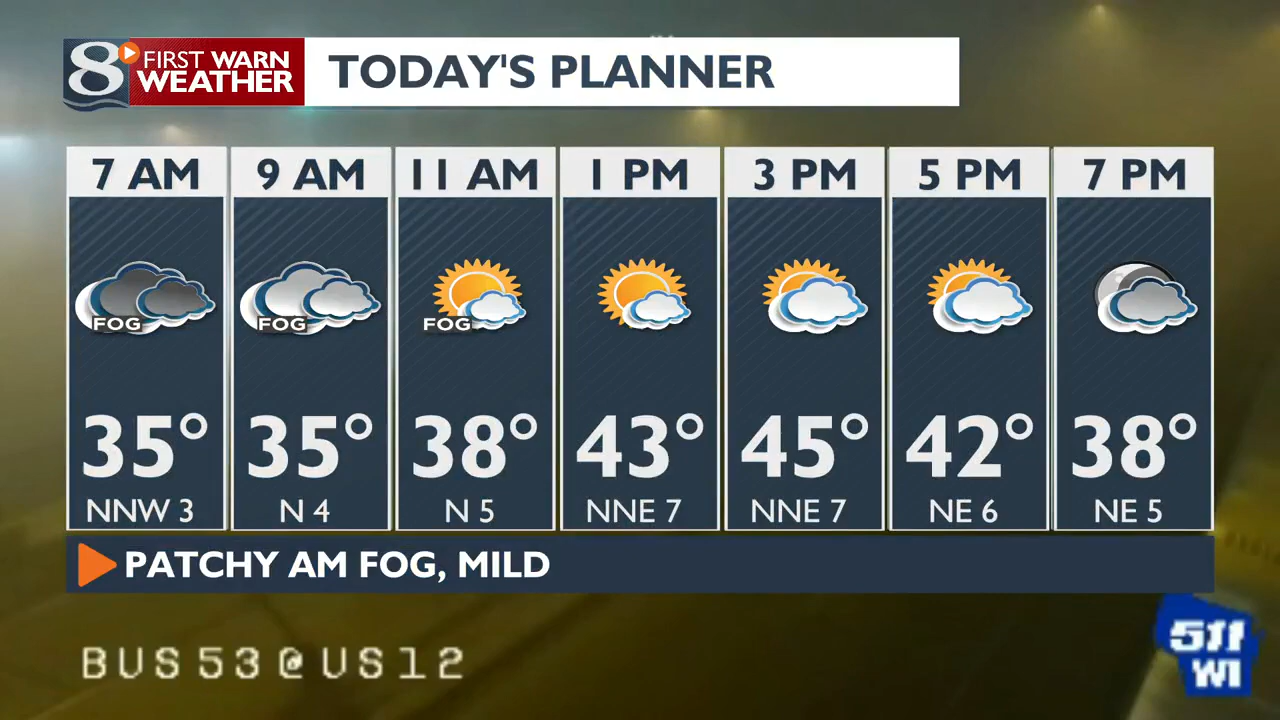 8 FIRST WARN WEATHER TODAY'S PLANNER
7 AM 9 AM 11 AM 1 PM 3 PM 5 PM 7 PM
FOG FOG FOG
35° 35° 38° 43° 45° 42° 38°
NNW 3 N 4 N 5 NNE 7 NNE 7 NE 6 NE 5
PATCHY AM FOG, MILD
BUS53@US12
511
WI